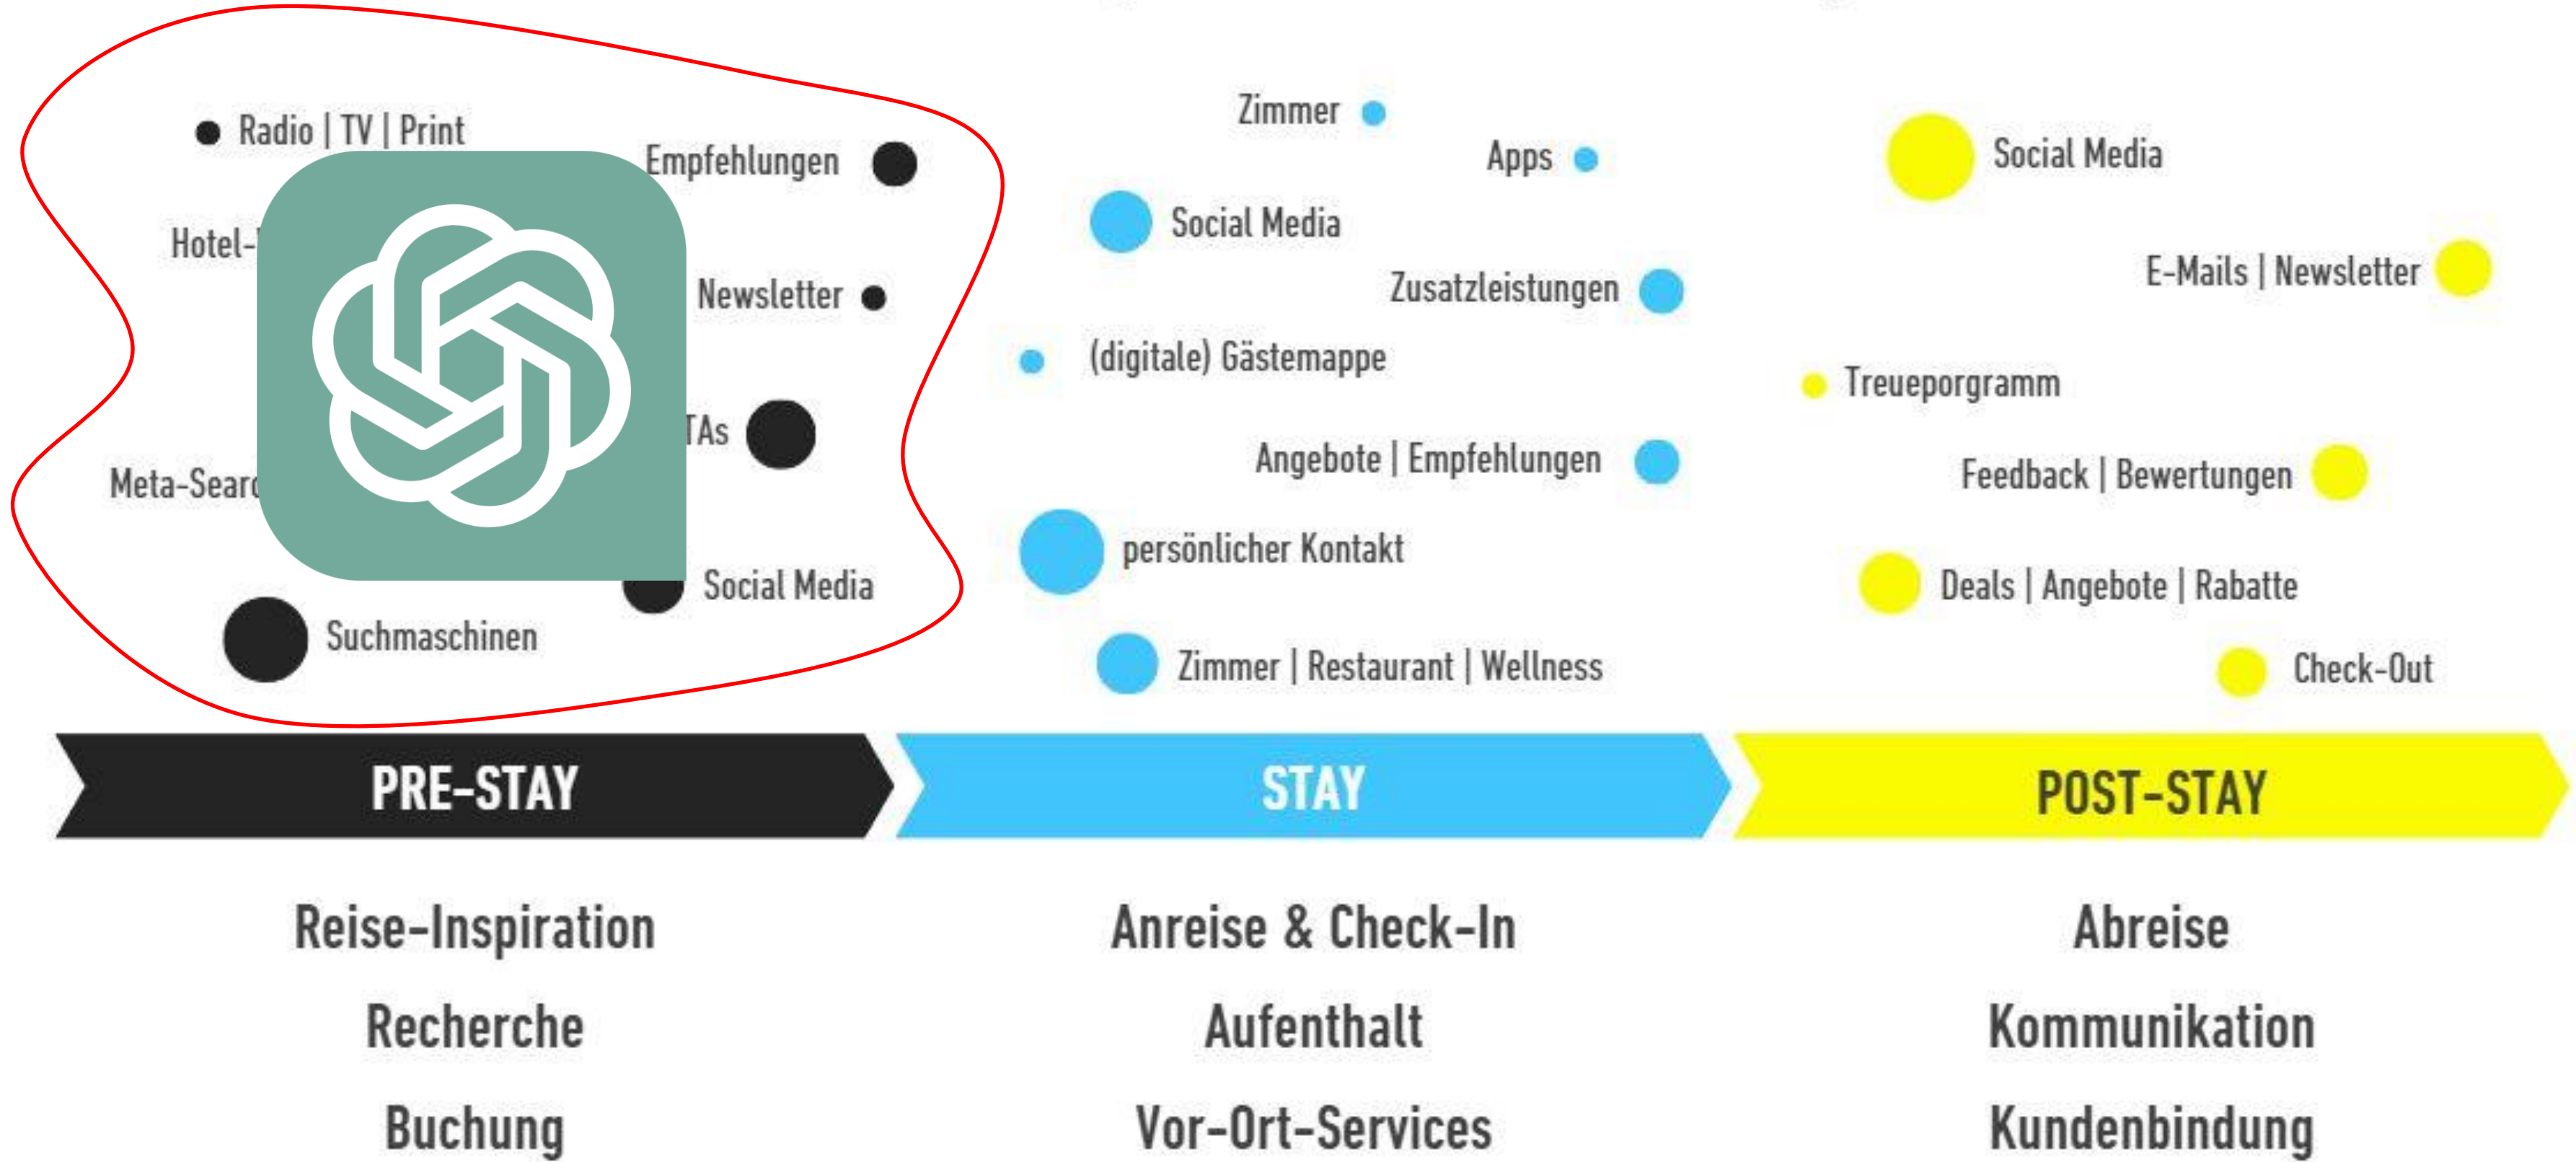 Radio | TV | Print
Empfehlungen
Hotel-
Newsletter
TAs
Meta-Sear
Social Media
Suchmaschinen
Zimmer
Apps
Social Media
Zusatzleistungen
(digitale) Gästemappe
Angebote | Empfehlungen
persönlicher Kontakt
Zimmer | Restaurant | Wellness
Social Media
E-Mails | Newsletter
Treueporgramm
Feedback | Bewertungen
Deals | Angebote | Rabatte
Check-Out
PRE-STAY
STAY
POST-STAY
Reise-Inspiration
Recherche
Buchung
Anreise & Check-In
Aufenthalt
Vor-Ort-Services
Abreise
Kommunikation
Kundenbindung